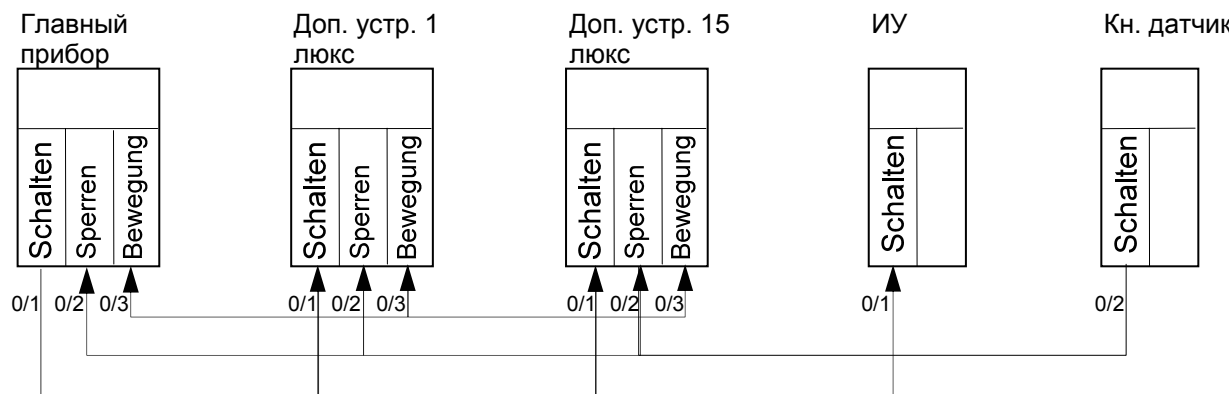 Главный
прибор
Доп. устр. 1
люкс
Доп. устр. 15
люкс
ИУ
Кн. датчик
Schalten
Sperren
Bewegung
Schalten
Sperren
Bewegung
Schalten
Sperren
Bewegung
Schalten
Schalten
0/1
0/2
0/3
0/1
0/2
0/3
0/1
0/2
0/3
0/1
0/2